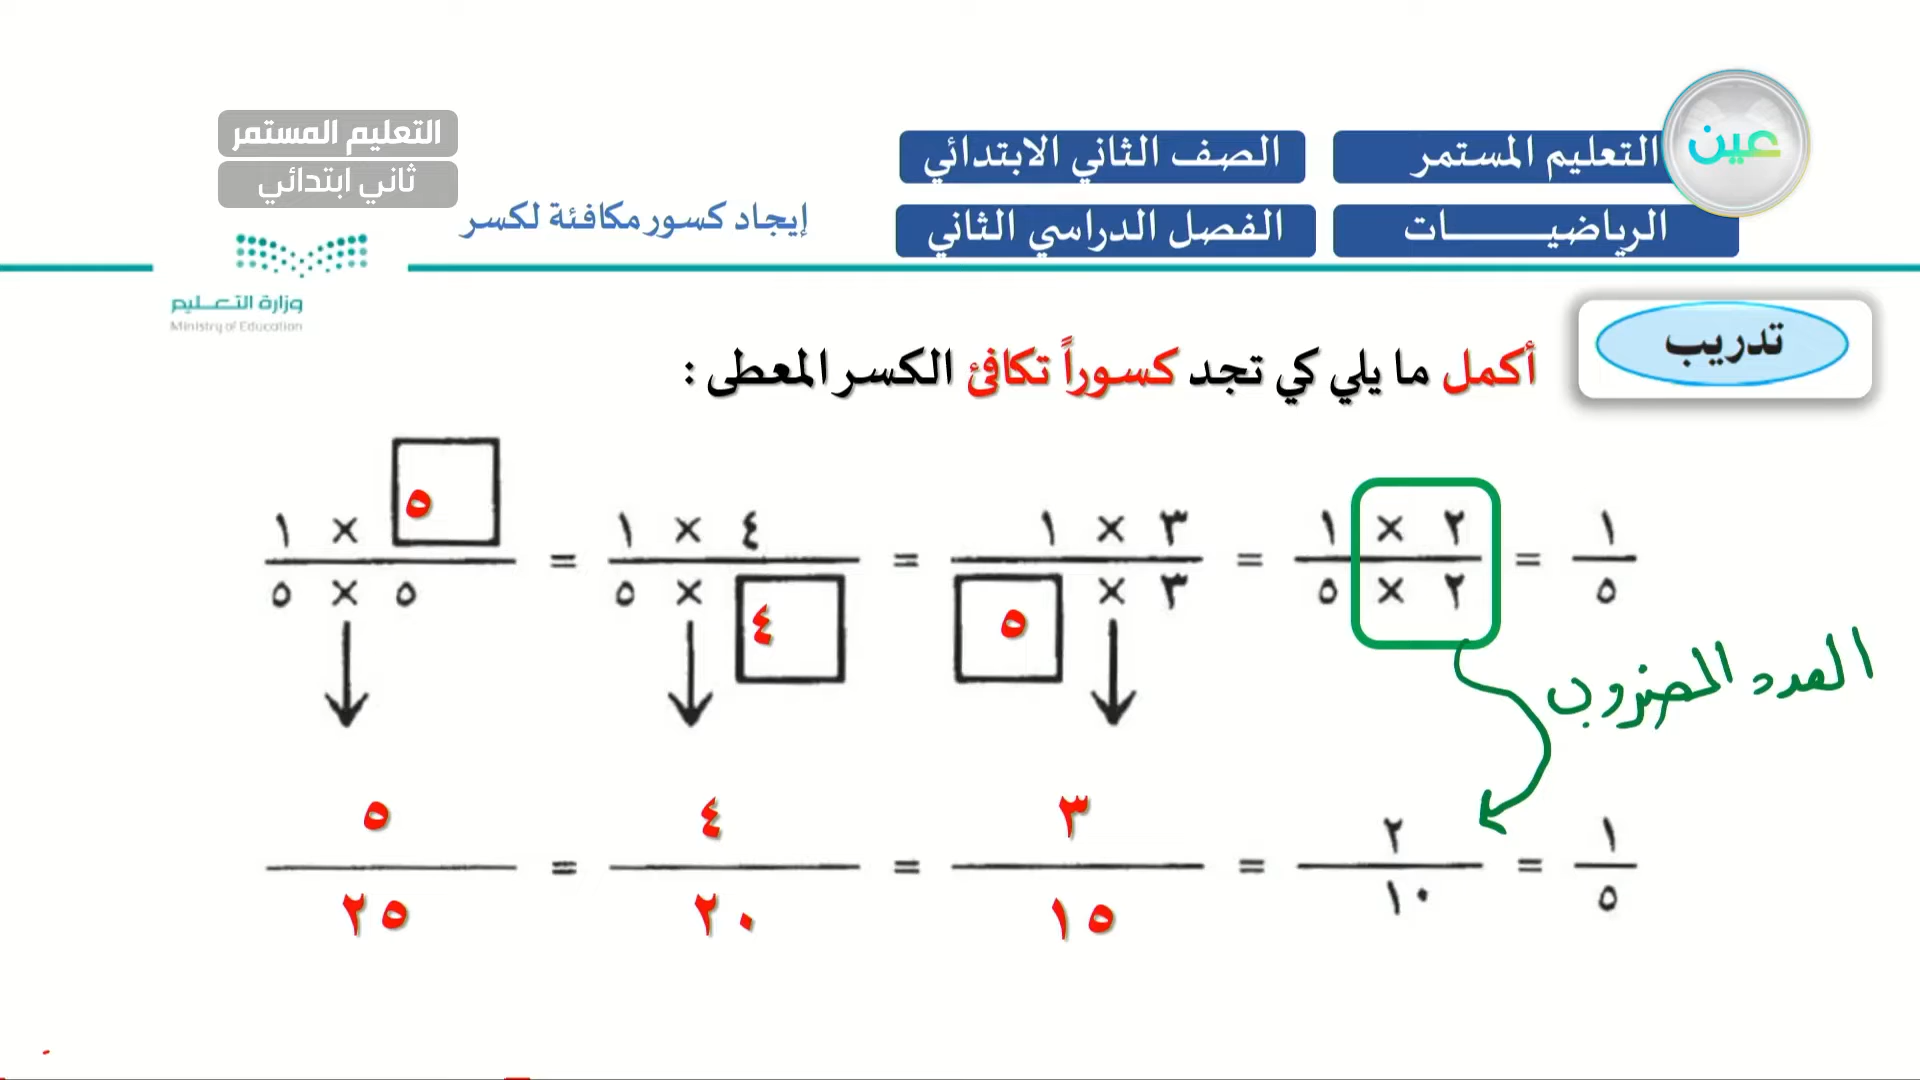 عين
التعليم المستمر
الصف الثاني الابتدائي
التعليم المستمر
ثاني ابتدائي
الرياضيـــــــات
الفصل الدراسي الثاني
إيجاد كسور مكافئة لكسر
وزارة التعليم
Ministry of Education
تدريب
أكمل ما يلي كي تجد كسوراً تكافئ الكسر المعطى :
١/٥ = ١ × ٢/٥ × ٢ = ١ × ٣/٥ × ٣ = ١ × ٤/٥ × ٤ = ١ × ٥/٥ × ٥
العدد المضروب
١/٥ = ٢/١٠ = ٣/١٥ = ٤/٢٠ = ٥/٢٥